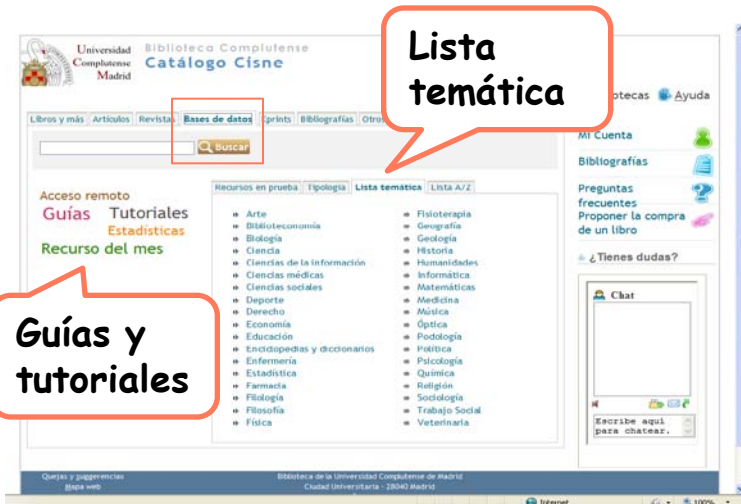 Universidad
Complutense
Madrid
Biblioteca Complutense
Catálogo Cisne
Lista
temática
otecas Ayuda
Libros y más Artículos Revistas Bases de datos Eprints Bibliografías Otro
Buscar
Mi Cuenta
Bibliografías
Preguntas
frecuentes
Proponer la compra
de un libro
¿Tienes dudas?
Chat
Escribe aqui
para chatear.
Acceso remoto
Guías Tutoriales
Estadísticas
Recurso del mes
Guías y
tutoriales
Recursos en prueba Tipología Lista temática Lista A/Z
Arte
Biblioteconomía
Biología
Ciencia
Ciencias de la información
Ciencias médicas
Ciencias sociales
Deporte
Derecho
Economía
Educación
Enciclopedias y diccionarios
Enfermería
Estadística
Farmacia
Filología
Filosofía
Física
Fisioterapia
Geografía
Geología
Historia
Humanidades
Informática
Matemáticas
Medicina
Música
Óptica
Podología
Política
Psicología
Química
Religión
Sociología
Trabajo Social
Veterinaria
Quejas y sugerencias
Mapa web
Biblioteca de la Universidad Complutense de Madrid
Ciudad Universitaria - 28040 Madrid
Internet
100%